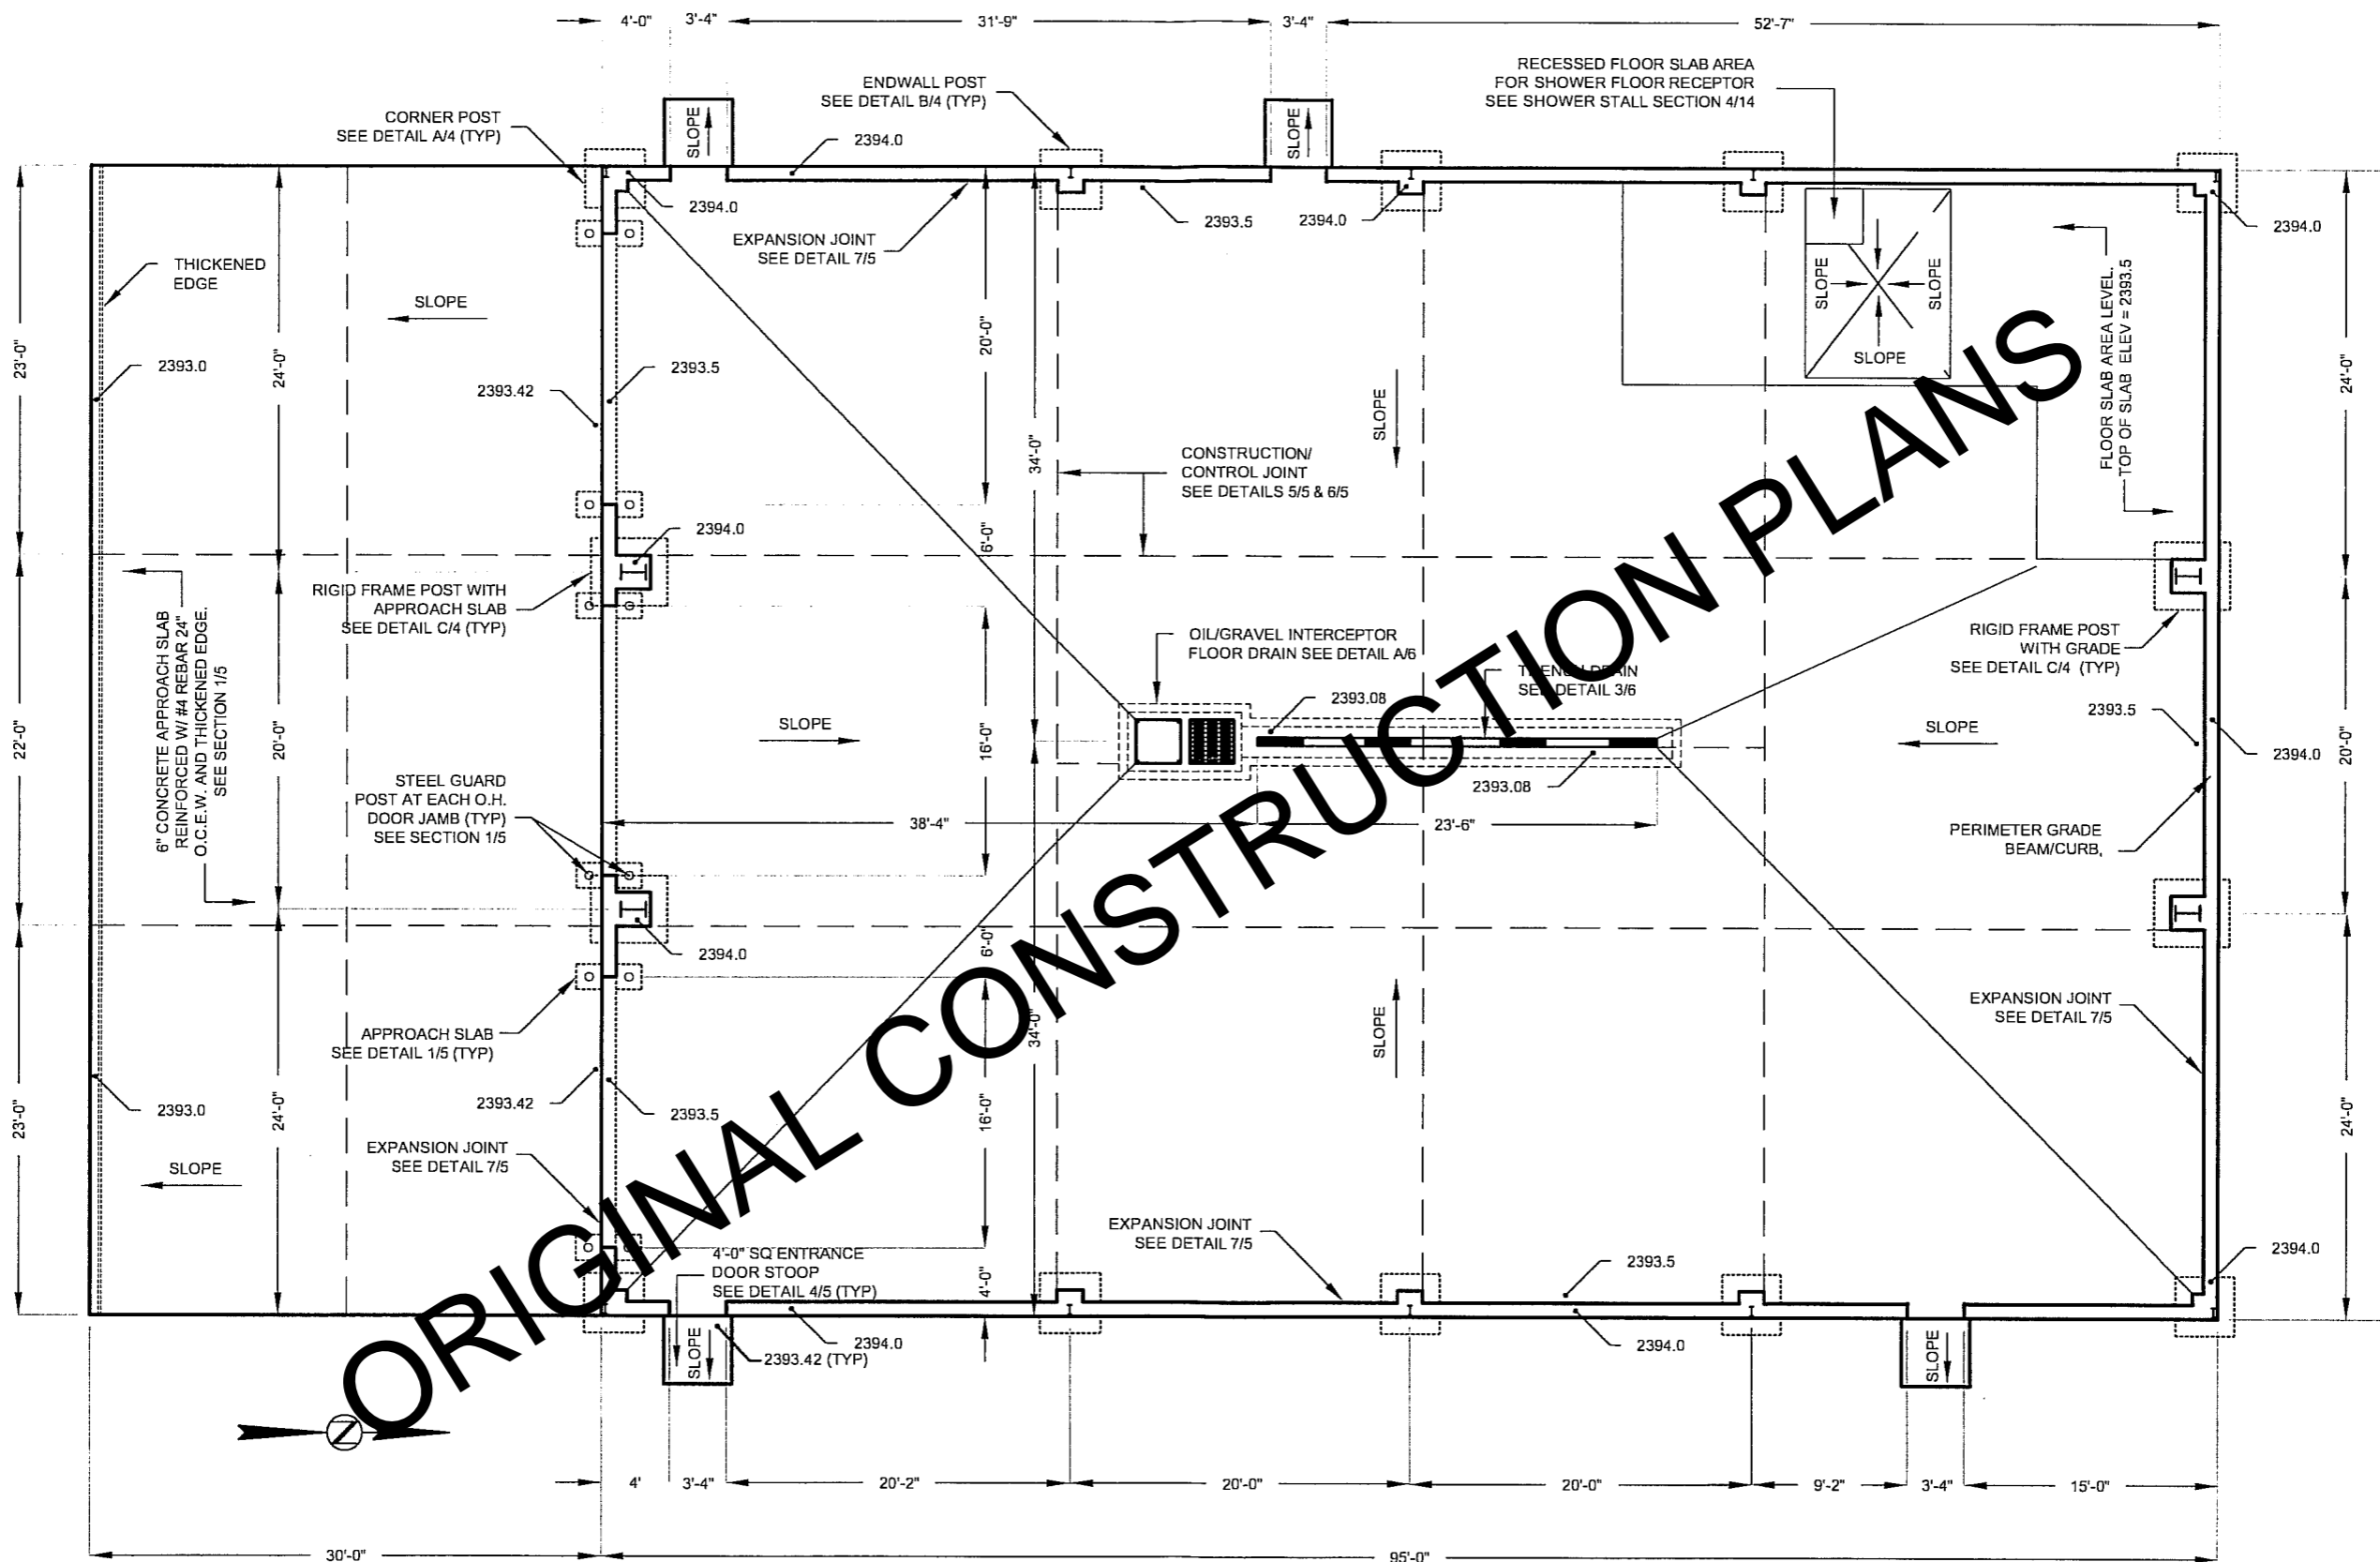 4'-0"
3'-4"
31'-9"
3'-4"
52'-7"
RECESSED FLOOR SLAB AREA
FOR SHOWER FLOOR RECEPTOR
SEE SHOWER STALL SECTION 4/14
ENDWALL POST
SEE DETAIL B/4 (TYP)
CORNER POST
SEE DETAIL A/4 (TYP)
SLOPE
2394.0
SLOPE
2394.0
2393.5
2394.0
2394.0
EXPANSION JOINT
SEE DETAIL 7/5
THICKENED
EDGE
SLOPE
23'-0"
24'-0"
2393.0
2393.42
2393.5
20'-0"
34'-0"
SLOPE
SLOPE
SLOPE
SLOPE
FLOOR SLAB AREA LEVEL.
TOP OF SLAB ELEV = 2393.5
24'-0"
CONSTRUCTION/
CONTROL JOINT
SEE DETAILS 5/5 & 6/5
2394.0
6'-0"
RIGID FRAME POST WITH
APPROACH SLAB
SEE DETAIL C/4 (TYP)
6" CONCRETE APPROACH SLAB
REINFORCED W/ #4 REBAR 24"
O.C.E.W. AND THICKENED EDGE.
SEE SECTION 1/5
22'-0"
20'-0"
SLOPE
16'-0"
OIL/GRAVEL INTERCEPTOR
FLOOR DRAIN SEE DETAIL A/6
2393.08
TRENCH DRAIN
SEE DETAIL 3/6
2393.08
38'-4"
23'-6"
SLOPE
RIGID FRAME POST
WITH GRADE
SEE DETAIL C/4 (TYP)
2393.5
2394.0
20'-0"
PERIMETER GRADE
BEAM/CURB,
STEEL GUARD
POST AT EACH O.H.
DOOR JAMB (TYP)
SEE SECTION 1/5
2394.0
6'-0"
34'-0"
SLOPE
APPROACH SLAB
SEE DETAIL 1/5 (TYP)
EXPANSION JOINT
SEE DETAIL 7/5
23'-0"
24'-0"
2393.0
2393.42
2393.5
16'-0"
24'-0"
EXPANSION JOINT
SEE DETAIL 7/5
SLOPE
EXPANSION JOINT
SEE DETAIL 7/5
4'-0" SQ ENTRANCE
DOOR STOOP
SEE DETAIL 4/5 (TYP)
4'-0"
2393.5
2394.0
SLOPE
2394.0
2393.42 (TYP)
2394.0
SLOPE
Z
ORIGINAL CONSTRUCTION PLANS
4'
3'-4"
20'-2"
20'-0"
20'-0"
9'-2"
3'-4"
15'-0"
30'-0"
95'-0"